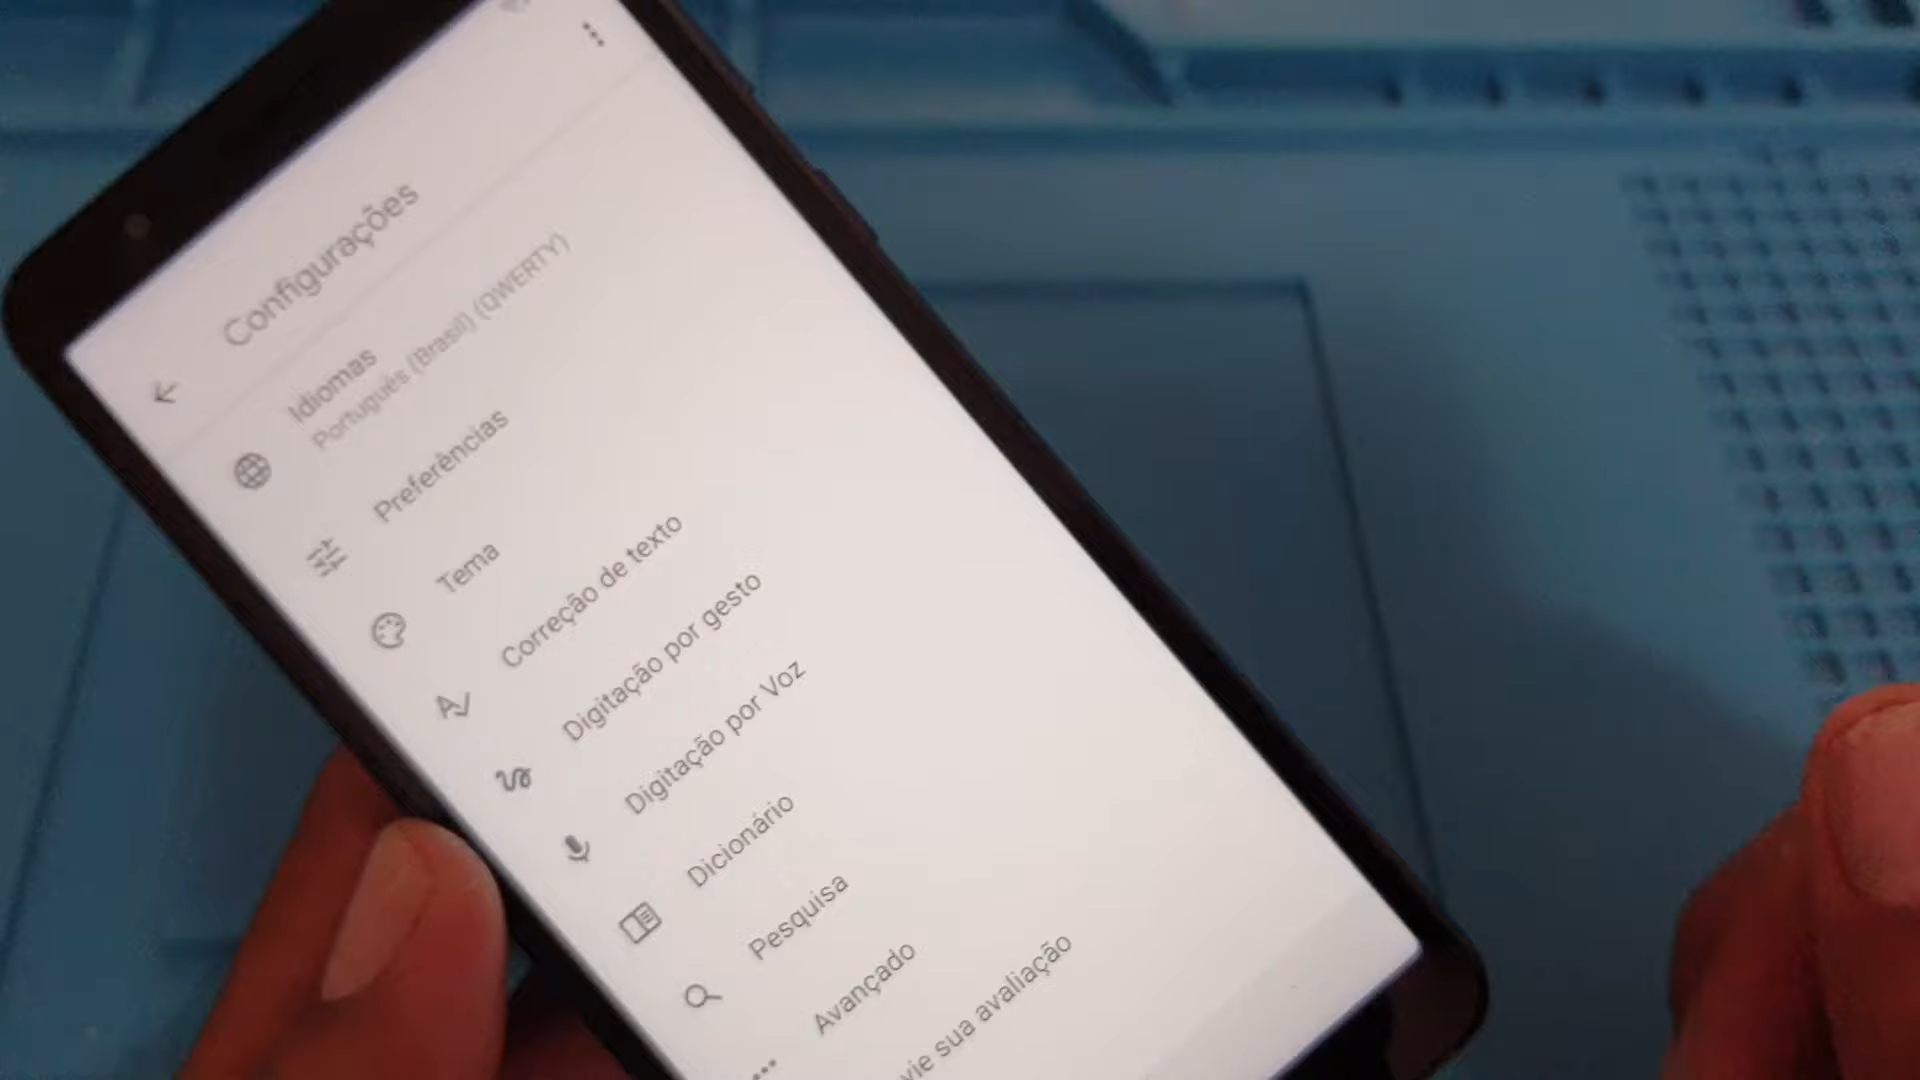 Configurações
Idiomas
Português (Brasil) (QWERTY)
Preferências
Tema
Correção de texto
Digitação por gesto
Digitação por Voz
Dicionário
Pesquisa
Avançado
vie sua avaliação